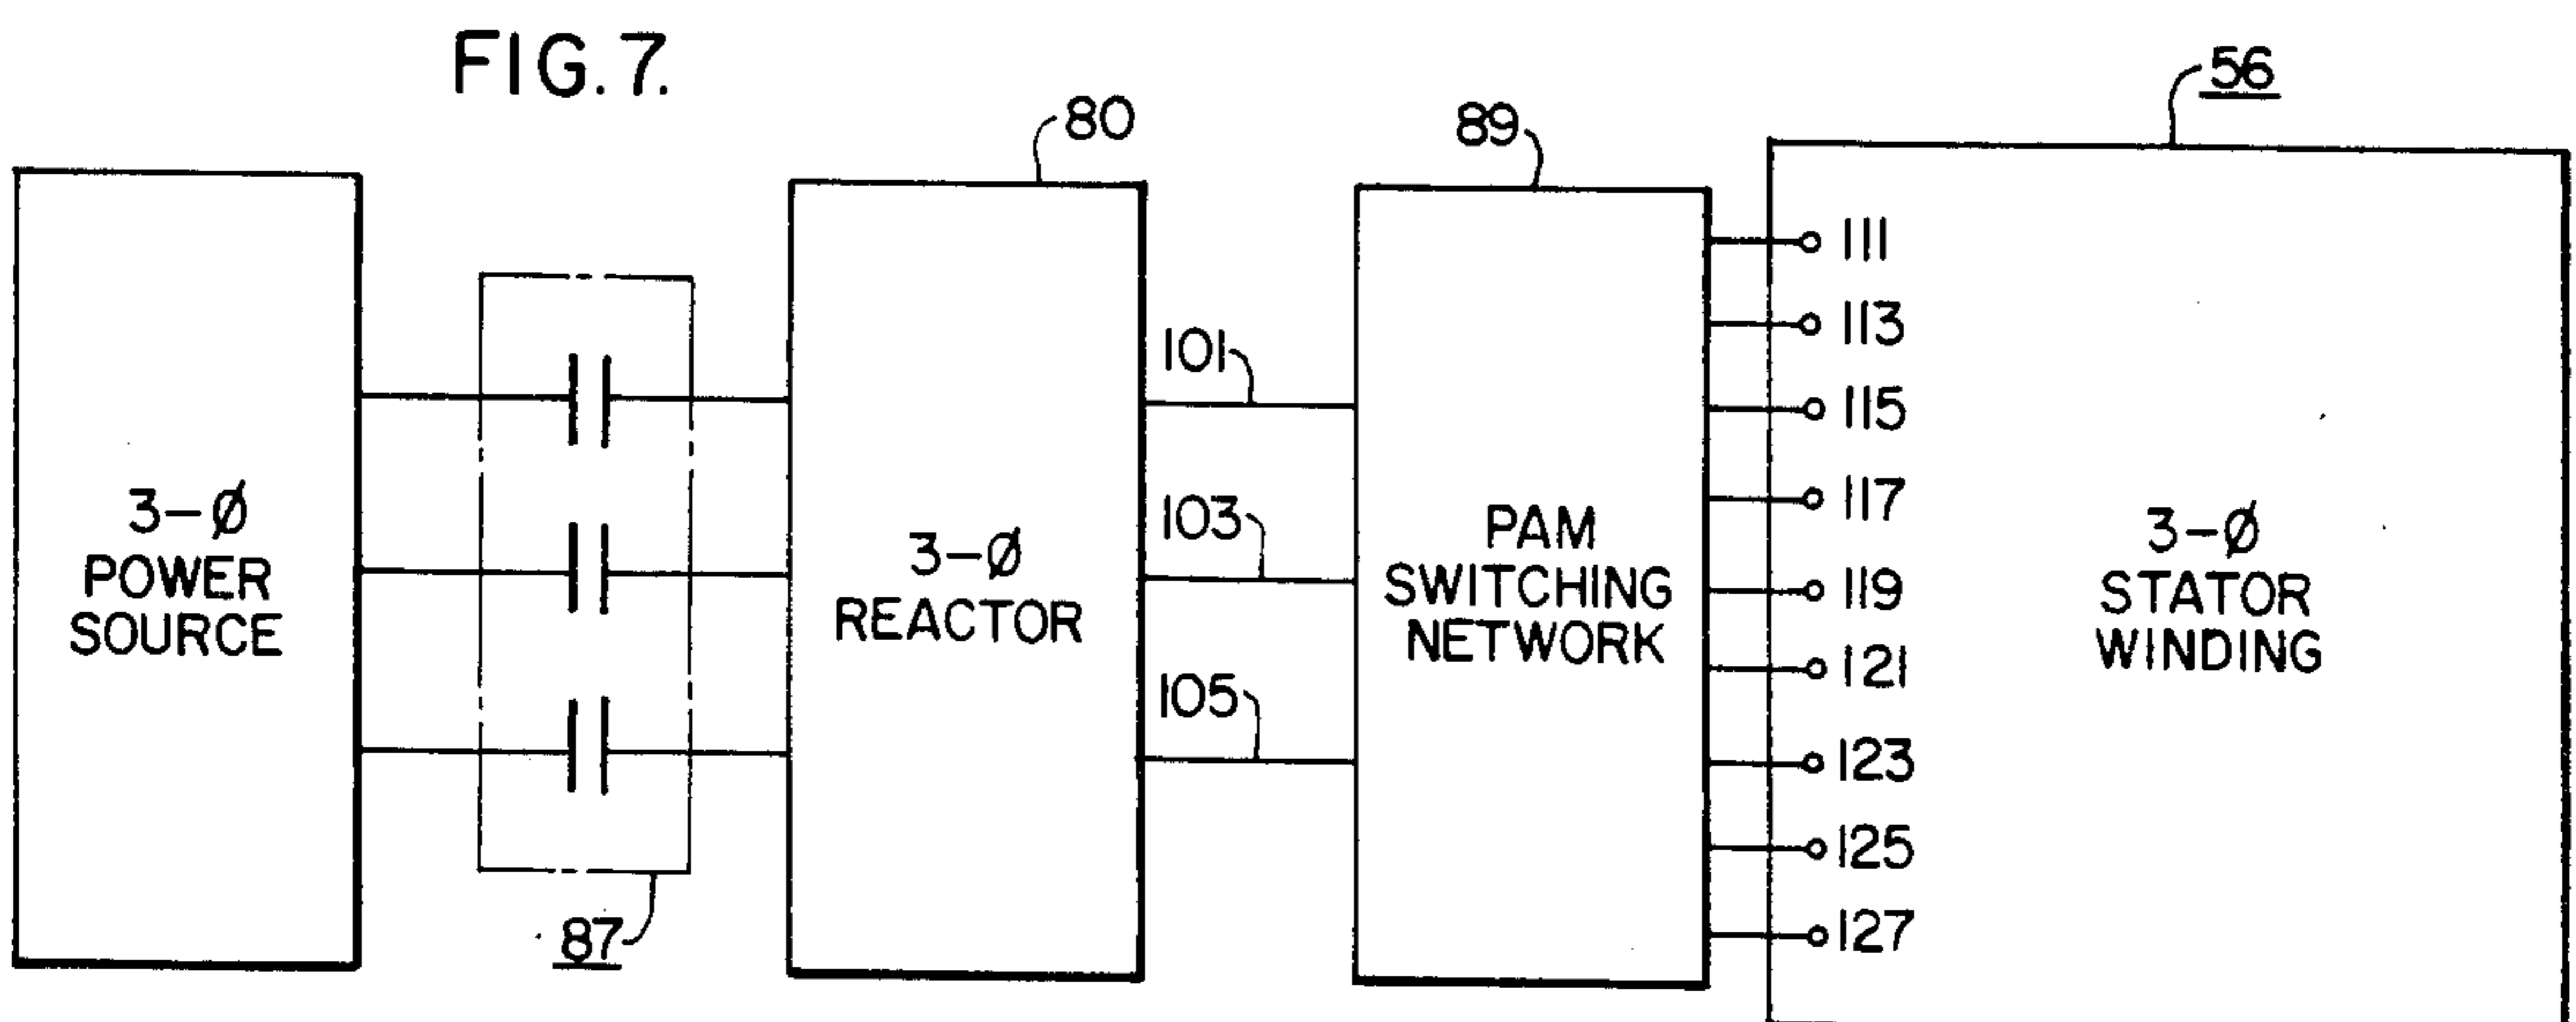 FIG. 7.
56
80
89
111
113
101
115
3-Ø
POWER
SOURCE
3-Ø
REACTOR
103
117
PAM
SWITCHING
NETWORK
119
3-Ø
STATOR
WINDING
121
105
123
125
87
127